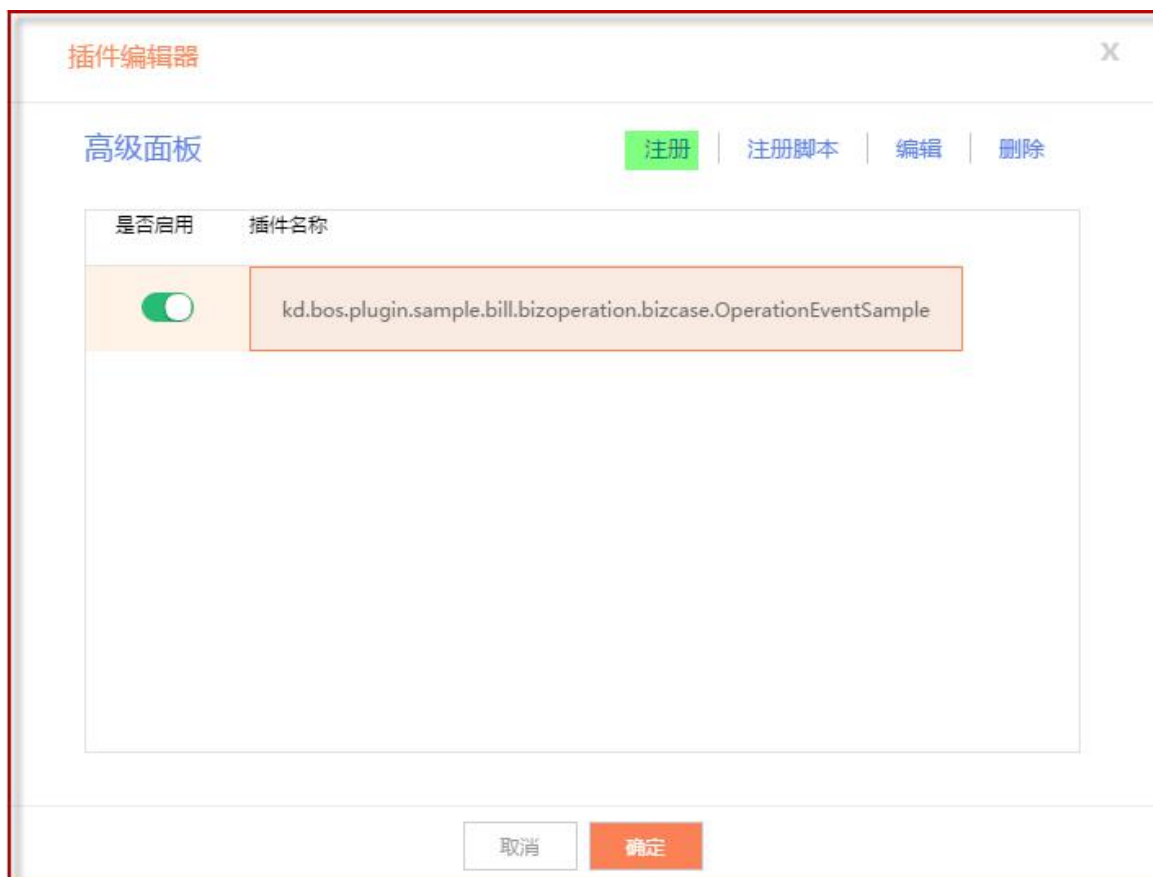 插件编辑器 X
高级面板 注册 注册脚本 编辑 删除
是否启用 插件名称
kd.bos.plugin.sample.bill.bizoperation.bizcase.OperationEventSample
取消 确定